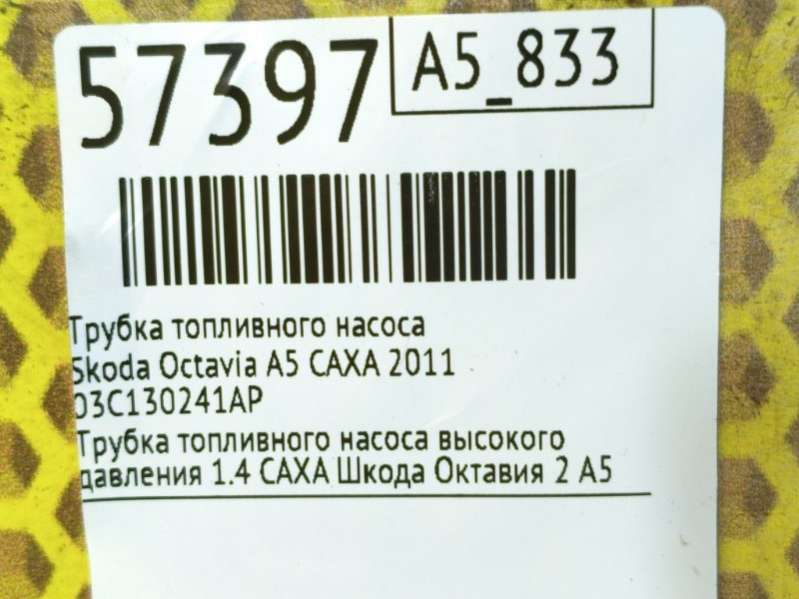 57397
A5_833
Трубка топливного насоса
Skoda Octavia A5 CAXA 2011
03C130241AP
Трубка топливного насоса высокого
давления 1.4 CAXA Шкода Октавия 2 А5